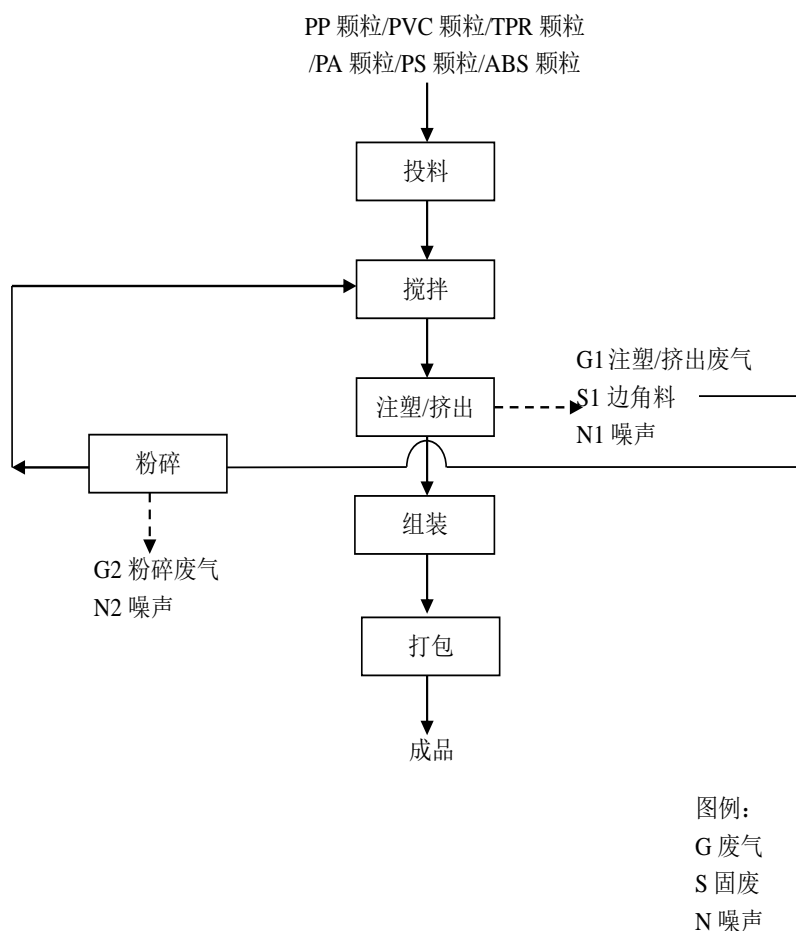 PP 颗粒/PVC 颗粒/TPR 颗粒
/PA 颗粒/PS 颗粒/ABS 颗粒
投料
搅拌
注塑/挤出
G1 注塑/挤出废气
S1 边角料
N1 噪声
粉碎
G2 粉碎废气
N2 噪声
组装
打包
成品
图例：
G 废气
S 固废
N 噪声